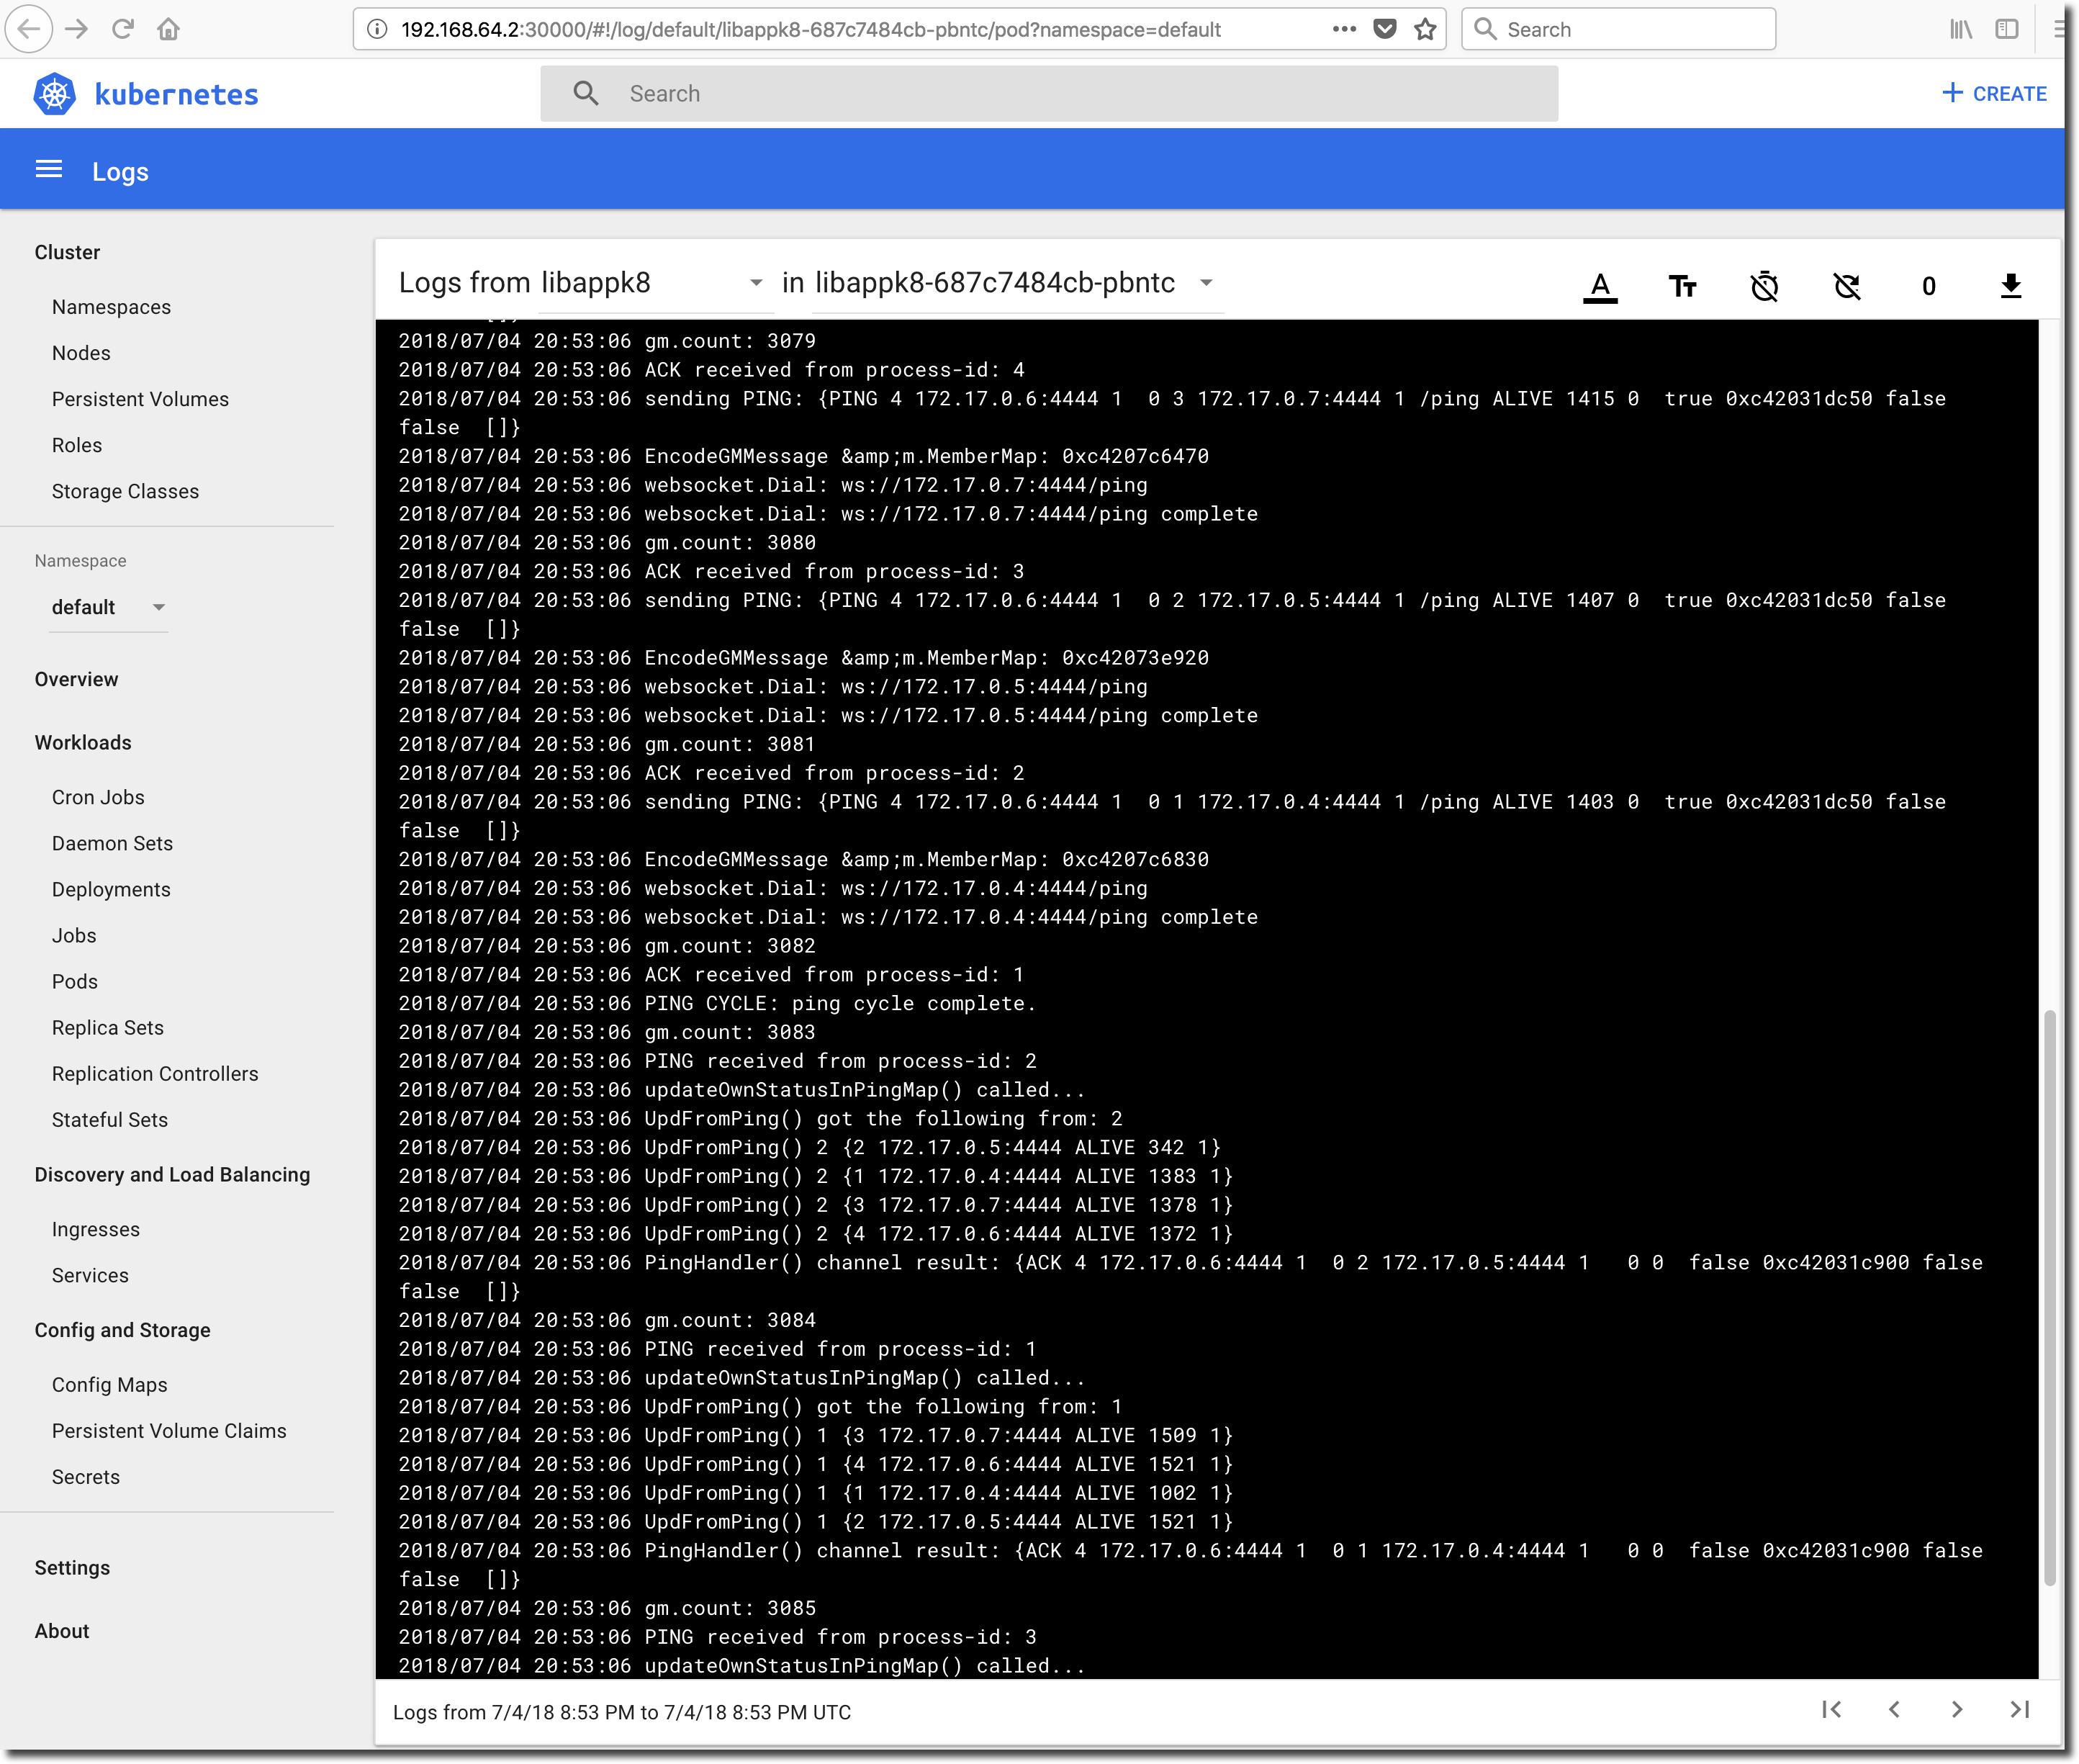 192.168.64.2:30000/#!/log/default/libappk8-687c7484cb-pbntc/pod?namespace=default
Search
kubernetes
Search
+ CREATE
Logs
Cluster
Namespaces
Nodes
Persistent Volumes
Roles
Storage Classes
Namespace
default
Overview
Workloads
Cron Jobs
Daemon Sets
Deployments
Jobs
Pods
Replica Sets
Replication Controllers
Stateful Sets
Discovery and Load Balancing
Ingresses
Services
Config and Storage
Config Maps
Persistent Volume Claims
Secrets
Settings
About
Logs from libappk8 in libappk8-687c7484cb-pbntc
A Tт 0
2018/07/04 20:53:06 gm.count: 3079
2018/07/04 20:53:06 ACK received from process-id: 4
2018/07/04 20:53:06 sending PING: {PING 4 172.17.0.6:4444 1  0 3 172.17.0.7:4444 1 /ping ALIVE 1415 0  true 0xc42031dc50 false
false  []}
2018/07/04 20:53:06 EncodeGMMessage &amp;m.MemberMap: 0xc4207c6470
2018/07/04 20:53:06 websocket.Dial: ws://172.17.0.7:4444/ping
2018/07/04 20:53:06 websocket.Dial: ws://172.17.0.7:4444/ping complete
2018/07/04 20:53:06 gm.count: 3080
2018/07/04 20:53:06 ACK received from process-id: 3
2018/07/04 20:53:06 sending PING: {PING 4 172.17.0.6:4444 1  0 2 172.17.0.5:4444 1 /ping ALIVE 1407 0  true 0xc42031dc50 false
false  []}
2018/07/04 20:53:06 EncodeGMMessage &amp;m.MemberMap: 0xc42073e920
2018/07/04 20:53:06 websocket.Dial: ws://172.17.0.5:4444/ping
2018/07/04 20:53:06 websocket.Dial: ws://172.17.0.5:4444/ping complete
2018/07/04 20:53:06 gm.count: 3081
2018/07/04 20:53:06 ACK received from process-id: 2
2018/07/04 20:53:06 sending PING: {PING 4 172.17.0.6:4444 1  0 1 172.17.0.4:4444 1 /ping ALIVE 1403 0  true 0xc42031dc50 false
false  []}
2018/07/04 20:53:06 EncodeGMMessage &amp;m.MemberMap: 0xc4207c6830
2018/07/04 20:53:06 websocket.Dial: ws://172.17.0.4:4444/ping
2018/07/04 20:53:06 websocket.Dial: ws://172.17.0.4:4444/ping complete
2018/07/04 20:53:06 gm.count: 3082
2018/07/04 20:53:06 ACK received from process-id: 1
2018/07/04 20:53:06 PING CYCLE: ping cycle complete.
2018/07/04 20:53:06 gm.count: 3083
2018/07/04 20:53:06 PING received from process-id: 2
2018/07/04 20:53:06 updateOwnStatusInPingMap() called...
2018/07/04 20:53:06 UpdFromPing() got the following from: 2
2018/07/04 20:53:06 UpdFromPing() 2 {2 172.17.0.5:4444 ALIVE 342 1}
2018/07/04 20:53:06 UpdFromPing() 2 {1 172.17.0.4:4444 ALIVE 1383 1}
2018/07/04 20:53:06 UpdFromPing() 2 {3 172.17.0.7:4444 ALIVE 1378 1}
2018/07/04 20:53:06 UpdFromPing() 2 {4 172.17.0.6:4444 ALIVE 1372 1}
2018/07/04 20:53:06 PingHandler() channel result: {ACK 4 172.17.0.6:4444 1  0 2 172.17.0.5:4444 1   0 0  false 0xc42031c900 false
false  []}
2018/07/04 20:53:06 gm.count: 3084
2018/07/04 20:53:06 PING received from process-id: 1
2018/07/04 20:53:06 updateOwnStatusInPingMap() called...
2018/07/04 20:53:06 UpdFromPing() got the following from: 1
2018/07/04 20:53:06 UpdFromPing() 1 {3 172.17.0.7:4444 ALIVE 1509 1}
2018/07/04 20:53:06 UpdFromPing() 1 {4 172.17.0.6:4444 ALIVE 1521 1}
2018/07/04 20:53:06 UpdFromPing() 1 {1 172.17.0.4:4444 ALIVE 1002 1}
2018/07/04 20:53:06 UpdFromPing() 1 {2 172.17.0.5:4444 ALIVE 1521 1}
2018/07/04 20:53:06 PingHandler() channel result: {ACK 4 172.17.0.6:4444 1  0 1 172.17.0.4:4444 1   0 0  false 0xc42031c900 false
false  []}
2018/07/04 20:53:06 gm.count: 3085
2018/07/04 20:53:06 PING received from process-id: 3
2018/07/04 20:53:06 updateOwnStatusInPingMap() called...
Logs from 7/4/18 8:53 PM to 7/4/18 8:53 PM UTC